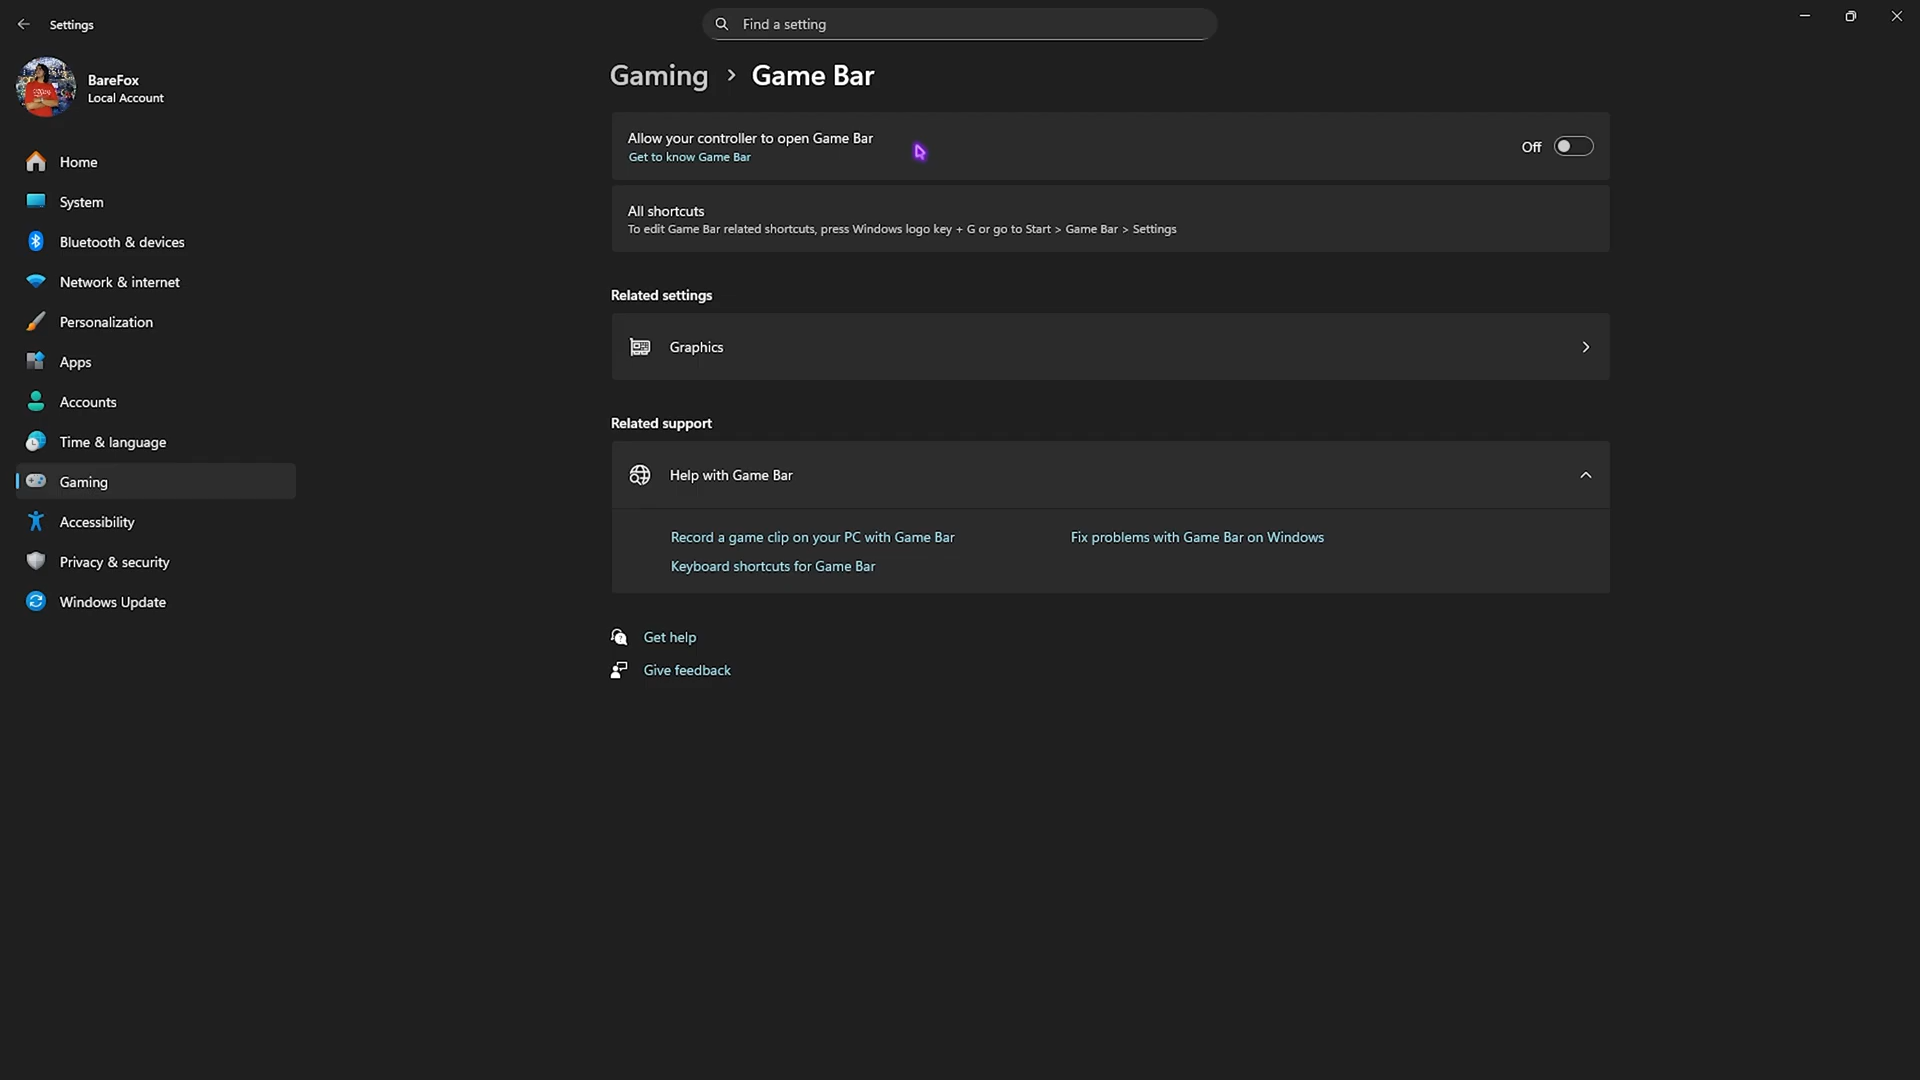 Settings
Find a setting
BareFox
Local Account
Home
System
Bluetooth & devices
Network & internet
Personalization
Apps
Accounts
Time & language
Gaming
Accessibility
Privacy & security
Windows Update
Gaming > Game Bar
Allow your controller to open Game Bar
Get to know Game Bar
Off
All shortcuts
To edit Game Bar related shortcuts, press Windows logo key + G or go to Start > Game Bar > Settings
Related settings
Graphics
Related support
Help with Game Bar
Record a game clip on your PC with Game Bar
Fix problems with Game Bar on Windows
Keyboard shortcuts for Game Bar
Get help
Give feedback